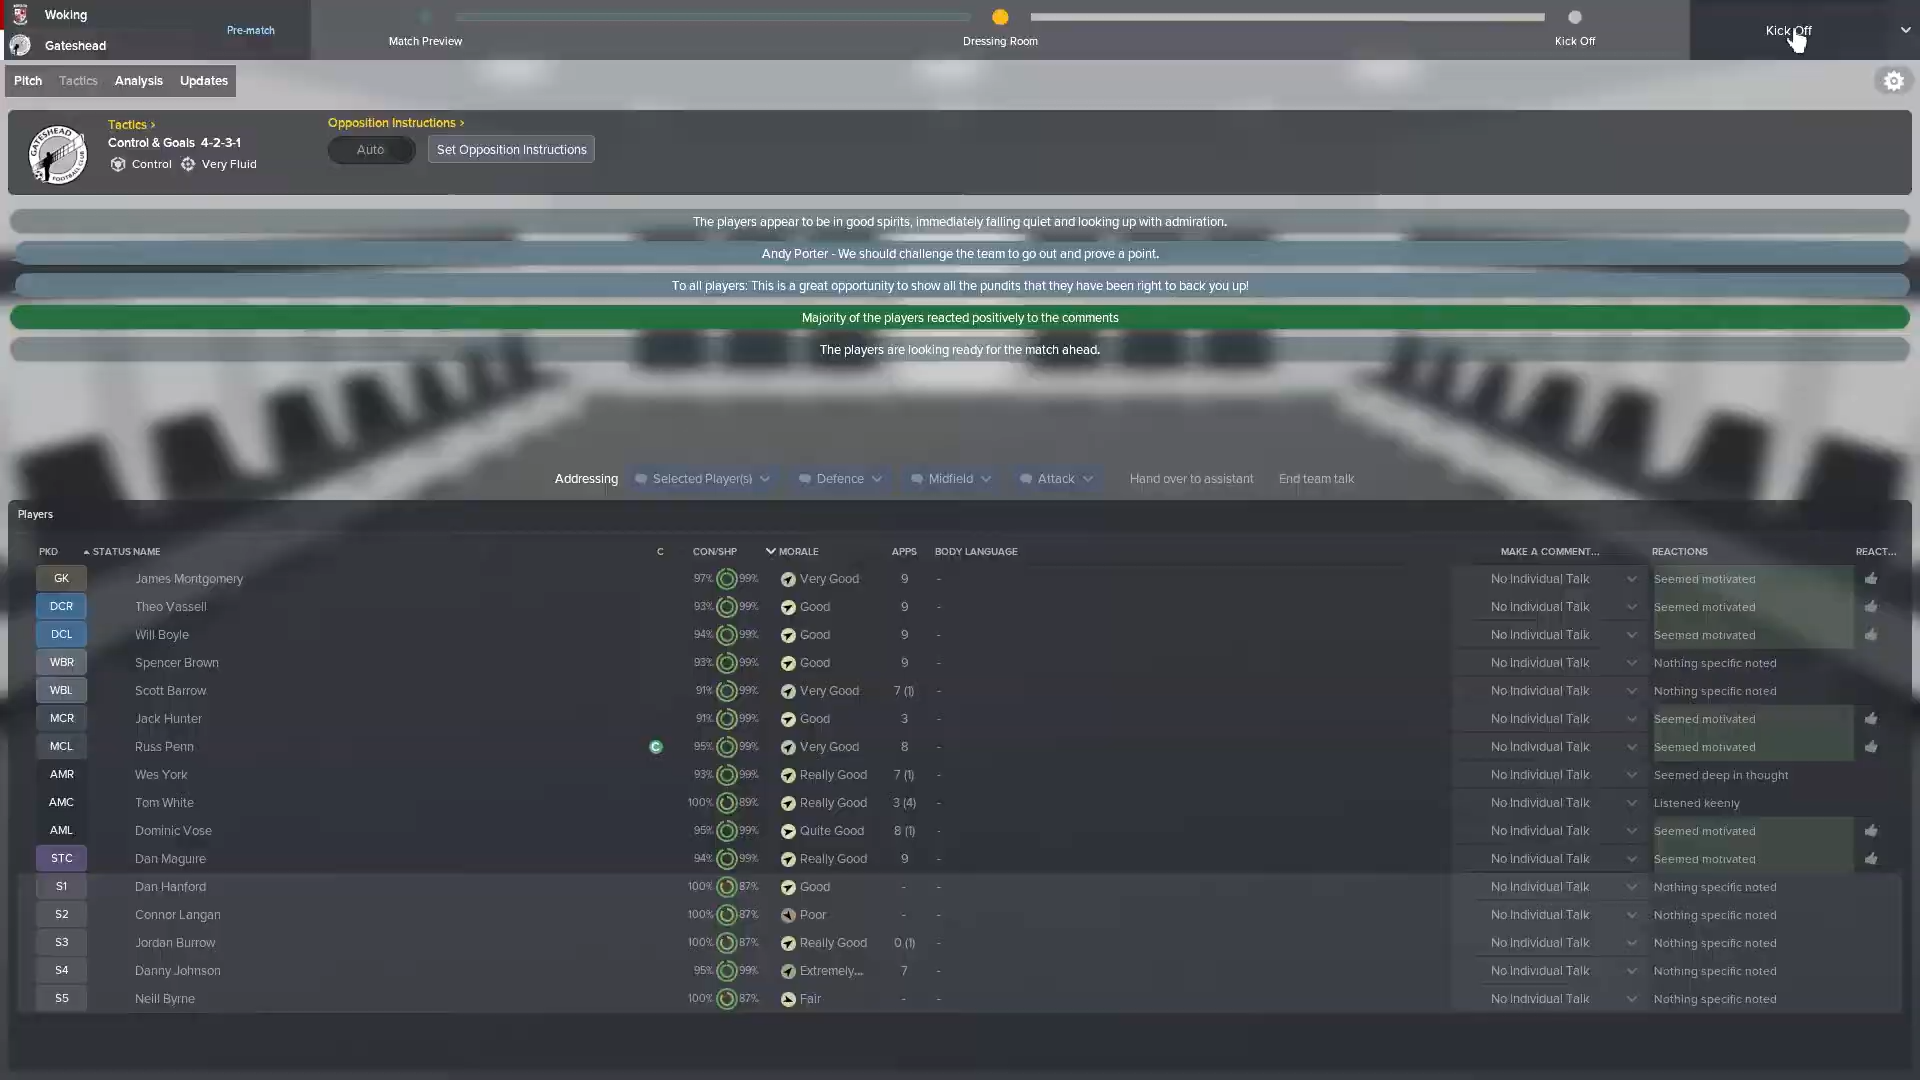 Woking
Gateshead
Pre-match
Match Preview
Dressing Room
Kick Off
Kick Off
Pitch Tactics Analysis Updates
Tactics >
Control & Goals 4-2-3-1
Control Very Fluid
Opposition Instructions >
Auto Set Opposition Instructions
The players appear to be in good spirits, immediately falling quiet and looking up with admiration.
Andy Porter - We should challenge the team to go out and prove a point.
To all players: This is a great opportunity to show all the pundits that they have been right to back you up!
Majority of the players reacted positively to the comments
The players are looking ready for the match ahead.
Addressing Selected Player(s) Defence Midfield Attack Hand over to assistant End team talk
Players
PKD STATUS NAME C CON/SHP MORALE APPS BODY LANGUAGE MAKE A COMMENT... REACTIONS REACT...
GK James Montgomery 97% 99% Very Good 9 - No Individual Talk Seemed motivated
DCR Theo Vassell 93% 99% Good 9 - No Individual Talk Seemed motivated
DCL Will Boyle 94% 99% Good 9 - No Individual Talk Seemed motivated
WBR Spencer Brown 93% 99% Good 9 - No Individual Talk Nothing specific noted
WBL Scott Barrow 91% 99% Very Good 7 (1) - No Individual Talk Nothing specific noted
MCR Jack Hunter 91% 99% Good 3 - No Individual Talk Seemed motivated
MCL Russ Penn C 95% 99% Very Good 8 - No Individual Talk Seemed motivated
AMR Wes York 93% 99% Really Good 7 (1) - No Individual Talk Seemed deep in thought
AMC Tom White 100% 89% Really Good 3 (4) - No Individual Talk Listened keenly
AML Dominic Vose 95% 99% Quite Good 8 (1) - No Individual Talk Seemed motivated
STC Dan Maguire 94% 99% Really Good 9 - No Individual Talk Seemed motivated
S1 Dan Hanford 100% 87% Good - - No Individual Talk Nothing specific noted
S2 Connor Langan 100% 87% Poor - - No Individual Talk Nothing specific noted
S3 Jordan Burrow 100% 87% Really Good 0 (1) - No Individual Talk Nothing specific noted
S4 Danny Johnson 95% 99% Extremely... 7 - No Individual Talk Nothing specific noted
S5 Neill Byrne 100% 87% Fair - - No Individual Talk Nothing specific noted